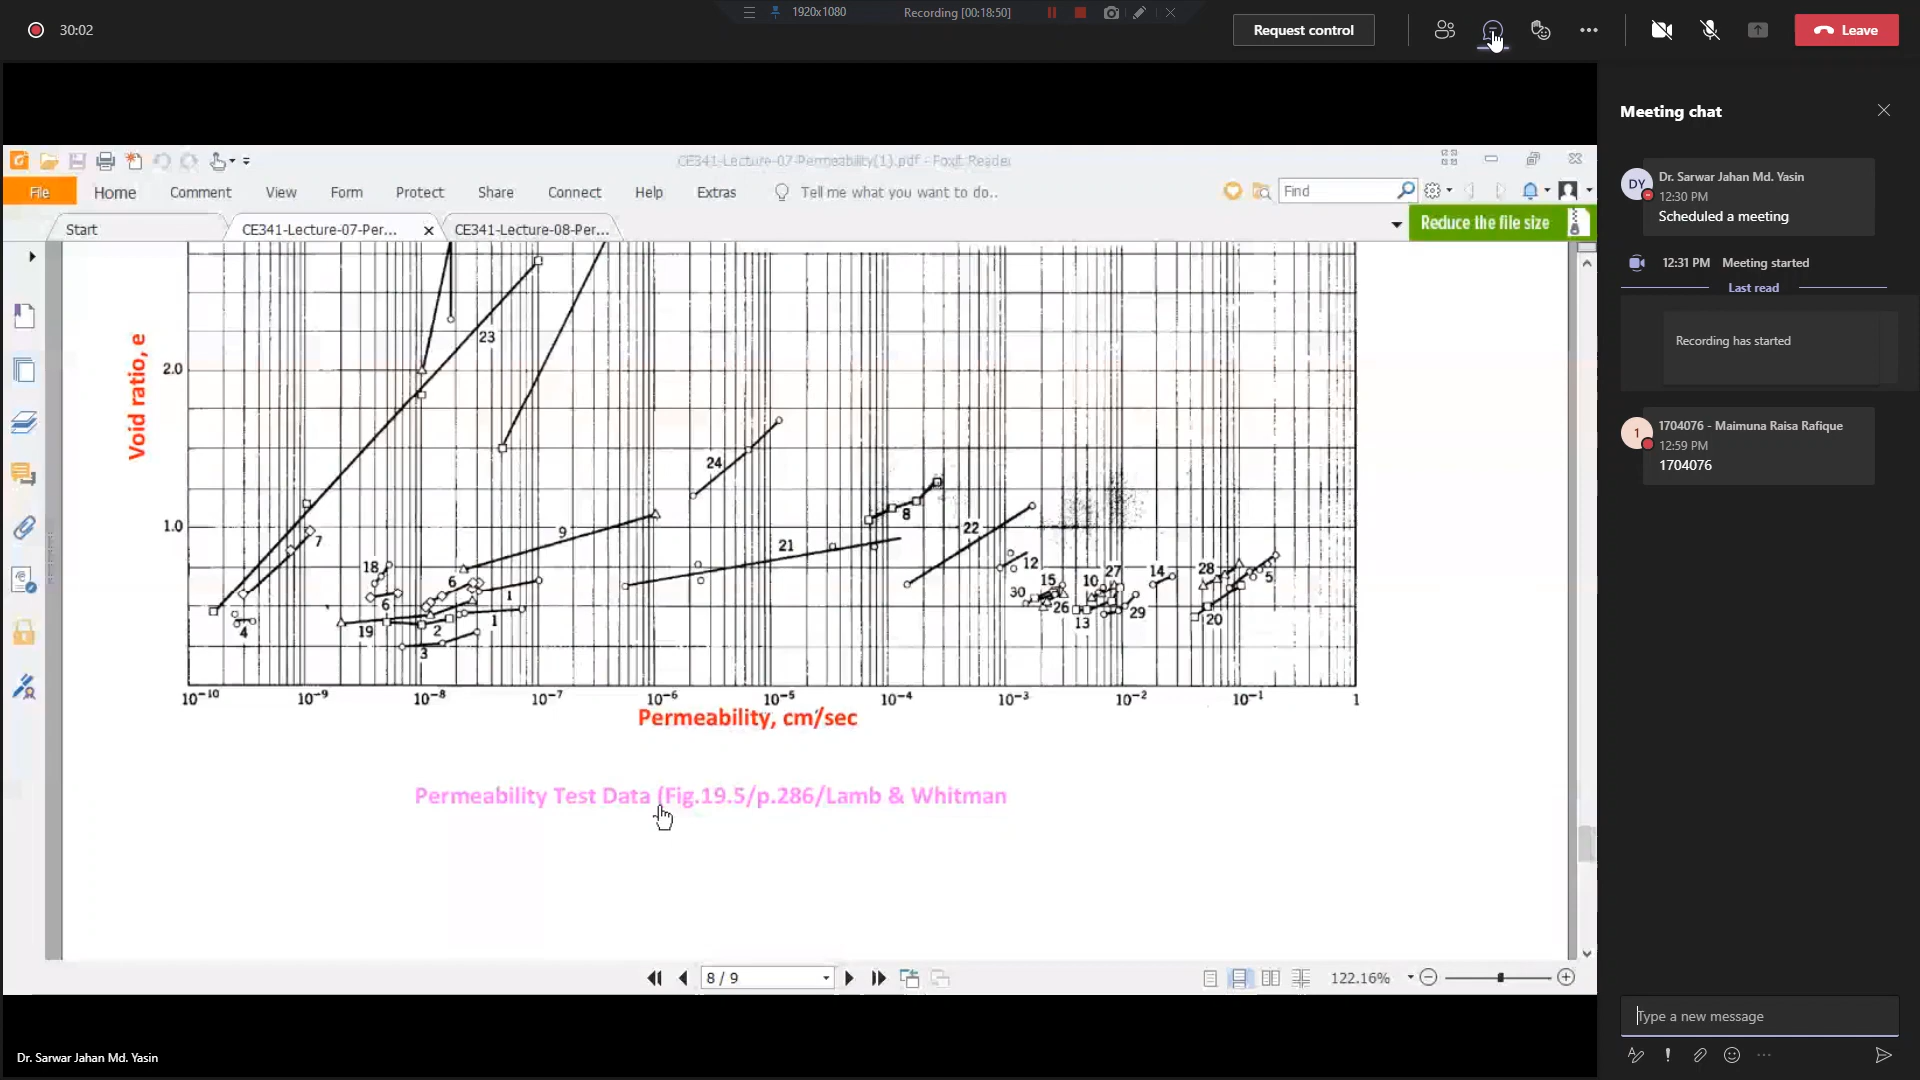 1920x1080
Recording [00:18:50]
30:02
Request control
Leave
CE341-Lecture-07-Permeability(1).pdf - Foxit Reader
File Home Comment View Form Protect Share Connect Help Extras Tell me what you want to do..
Find
Start
CE341-Lecture-07-Per...
CE341-Lecture-08-Per...
Reduce the file size
23
Void ratio, e
2.0
24
8
22
1.0
9
7
21
12
18
27
28
6
15
10
14
5
30
6
1
26
29
4
19
2
1
13
20
3
10⁻¹⁰ 10⁻⁹ 10⁻⁸ 10⁻⁷ 10⁻⁶ 10⁻⁵ 10⁻⁴ 10⁻³ 10⁻² 10⁻¹ 1
Permeability, cm/sec
Permeability Test Data (Fig.19.5/p.286/Lamb & Whitman
8 / 9
122.16%
Dr. Sarwar Jahan Md. Yasin
Meeting chat
DY
Dr. Sarwar Jahan Md. Yasin
12:30 PM
Scheduled a meeting
12:31 PM Meeting started
Last read
Recording has started
1
1704076 - Maimuna Raisa Rafique
12:59 PM
1704076
Type a new message